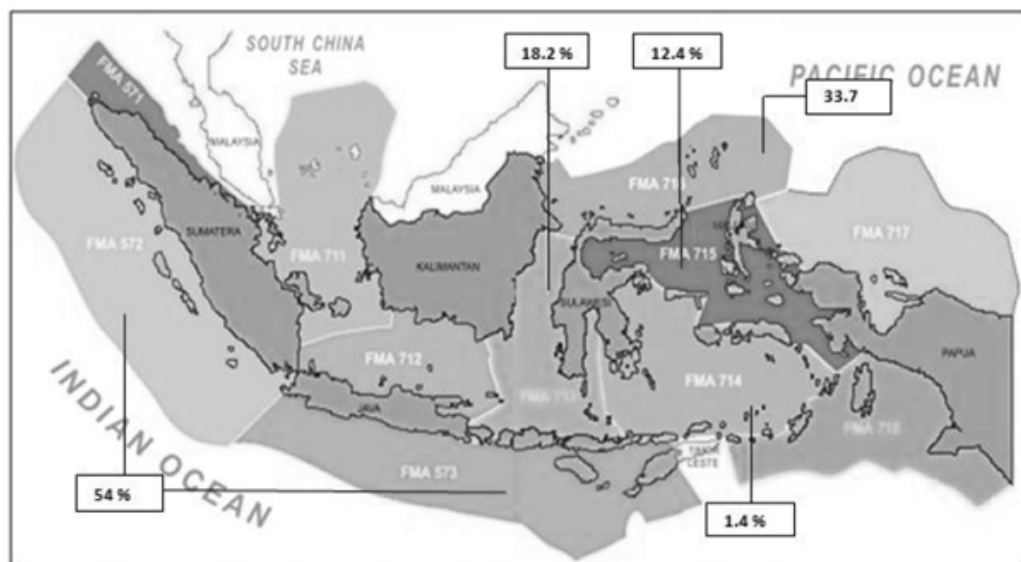 SOUTH CHINA
SEA
18.2 %
12.4 %
PACIFIC OCEAN
33.7
FMA 571
MALAYSIA
MALAYSIA
FMA 716
FMA 572
SUMATERA
FMA 711
KALIMANTAN
FMA 715
FMA 717
SULAWESI
PAPUA
FMA 712
FMA 714
JAVA
FMA 713
FMA 573
TIMOR
LESTE
INDIAN OCEAN
54 %
1.4 %